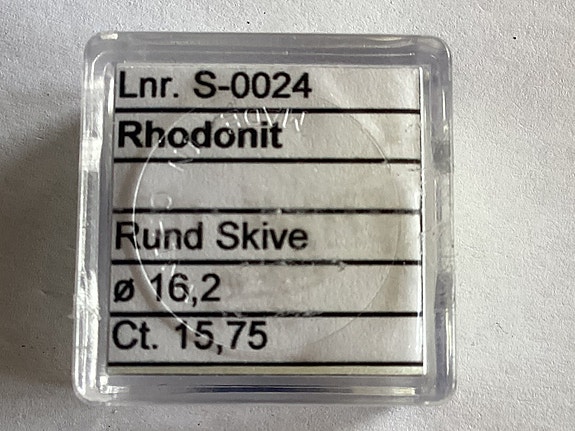 Lnr. S-0024
Rhodonit
Rund Skive
ø 16,2
Ct. 15,75